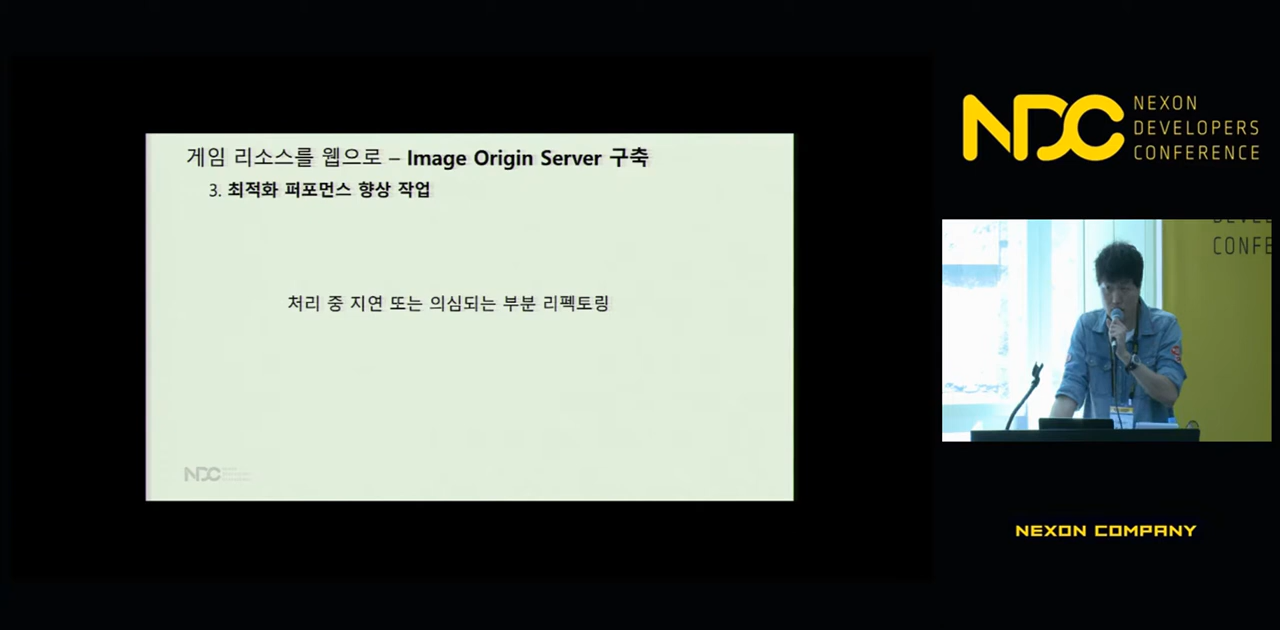 게임 리소스를 웹으로 – Image Origin Server 구축
3. 최적화 퍼포먼스 향상 작업
처리 중 지연 또는 의심되는 부분 리펙토링
NDC
NDC
NEXON
DEVELOPERS
CONFERENCE
CONFE
NEXON COMPANY